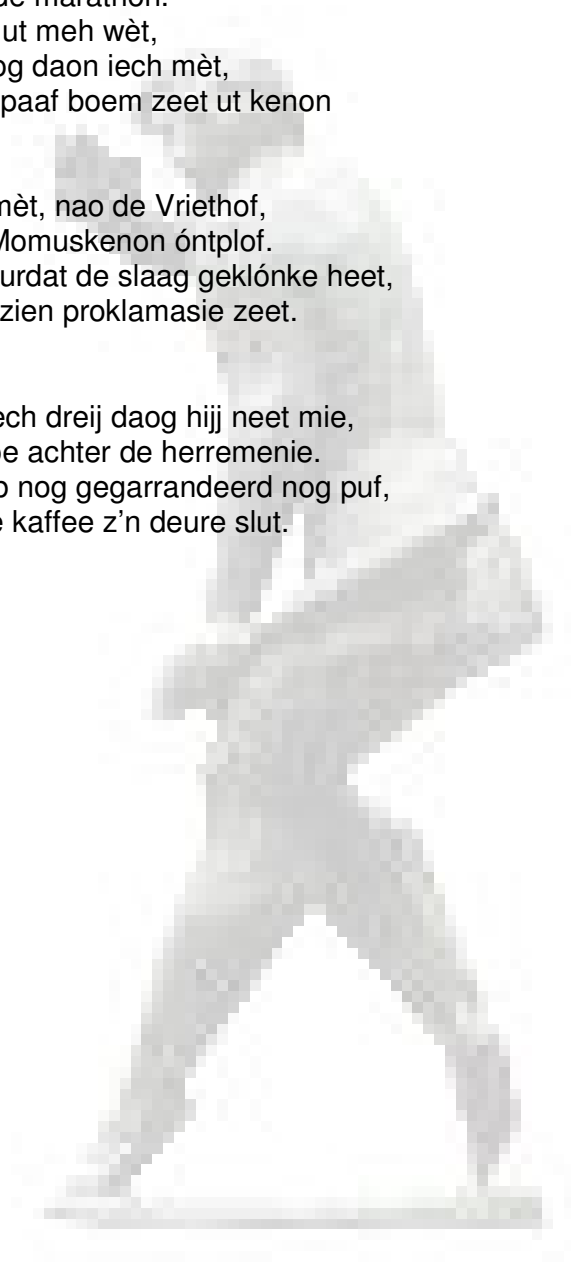 de marathon.
ut meh wèt,
og daon iech mèt,
paaf boem zeet ut kenon
mèt, nao de Vriethof,
Momuskenon óntplof.
urdat de slaag geklónke heet,
zien proklamasie zeet.
ech dreij daog hijj neet mie,
achter de herremenie.
nog gegarrandeerd nog puf,
kaffee z'n deure slut.